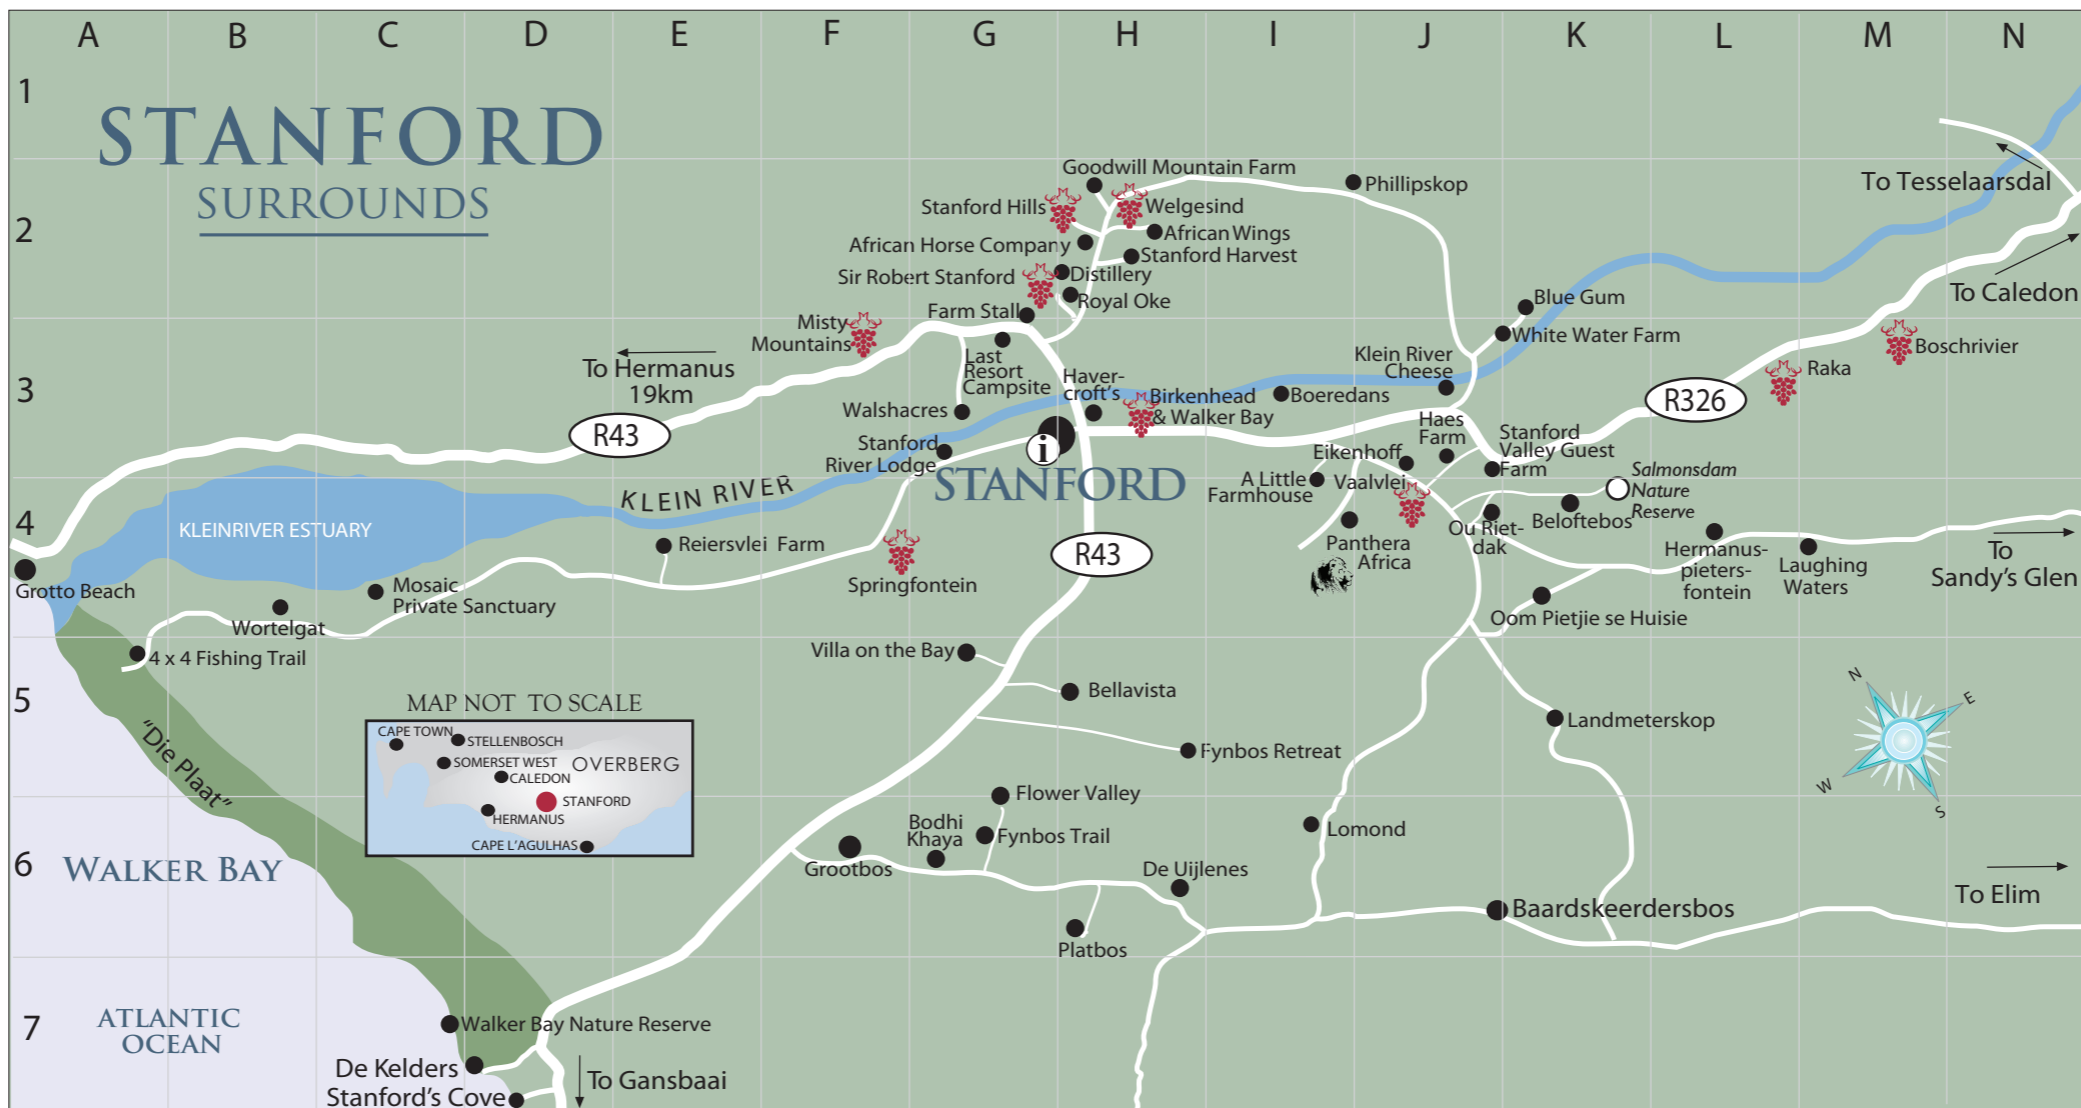 A B C D E F G H I J K L M N
1
STANFORD
SURROUNDS
2
3
4
5
6
7
Goodwill Mountain Farm
Phillipskop
To Tesselaarsdal
Stanford Hills
Welgesind
African Wings
African Horse Company
Stanford Harvest
Sir Robert Stanford
Distillery
Royal Oke
Farm Stall
Blue Gum
To Caledon
Misty
Mountains
White Water Farm
Boschrivier
To Hermanus
19km
Last
Resort
Campsite
Haver-
croft's
Klein River
Cheese
Raka
R326
Walshacres
Birkenhead
& Walker Bay
Boeredans
R43
Haes
Farm
Stanford
Valley Guest
Farm
Stanford
River Lodge
i
STANFORD
Eikenhoff
A Little
Farmhouse
Vaalvlei
Salmonsdam
Nature
Reserve
KLEIN RIVER
KLEINRIVER ESTUARY
Beloftebos
Ou Riet-
dak
Reiersvlei Farm
R43
Panthera
Africa
Hermanus-
pieters-
fontein
Laughing
Waters
To
Sandy's Glen
Grotto Beach
Mosaic
Private Sanctuary
Springfontein
Wortelgat
Oom Pietjie se Huisie
4 x 4 Fishing Trail
Villa on the Bay
Bellavista
"Die Plaat"
MAP NOT TO SCALE
CAPE TOWN
STELLENBOSCH
SOMERSET WEST
OVERBERG
CALEDON
STANFORD
HERMANUS
CAPE L'AGULHAS
Landmeterskop
Fynbos Retreat
N
E
W
S
Flower Valley
Bodhi
Khaya
Fynbos Trail
Lomond
WALKER BAY
Grootbos
De Uijlenes
To Elim
Baardskeerdersbos
Platbos
ATLANTIC
OCEAN
Walker Bay Nature Reserve
De Kelders
Stanford's Cove
To Gansbaai